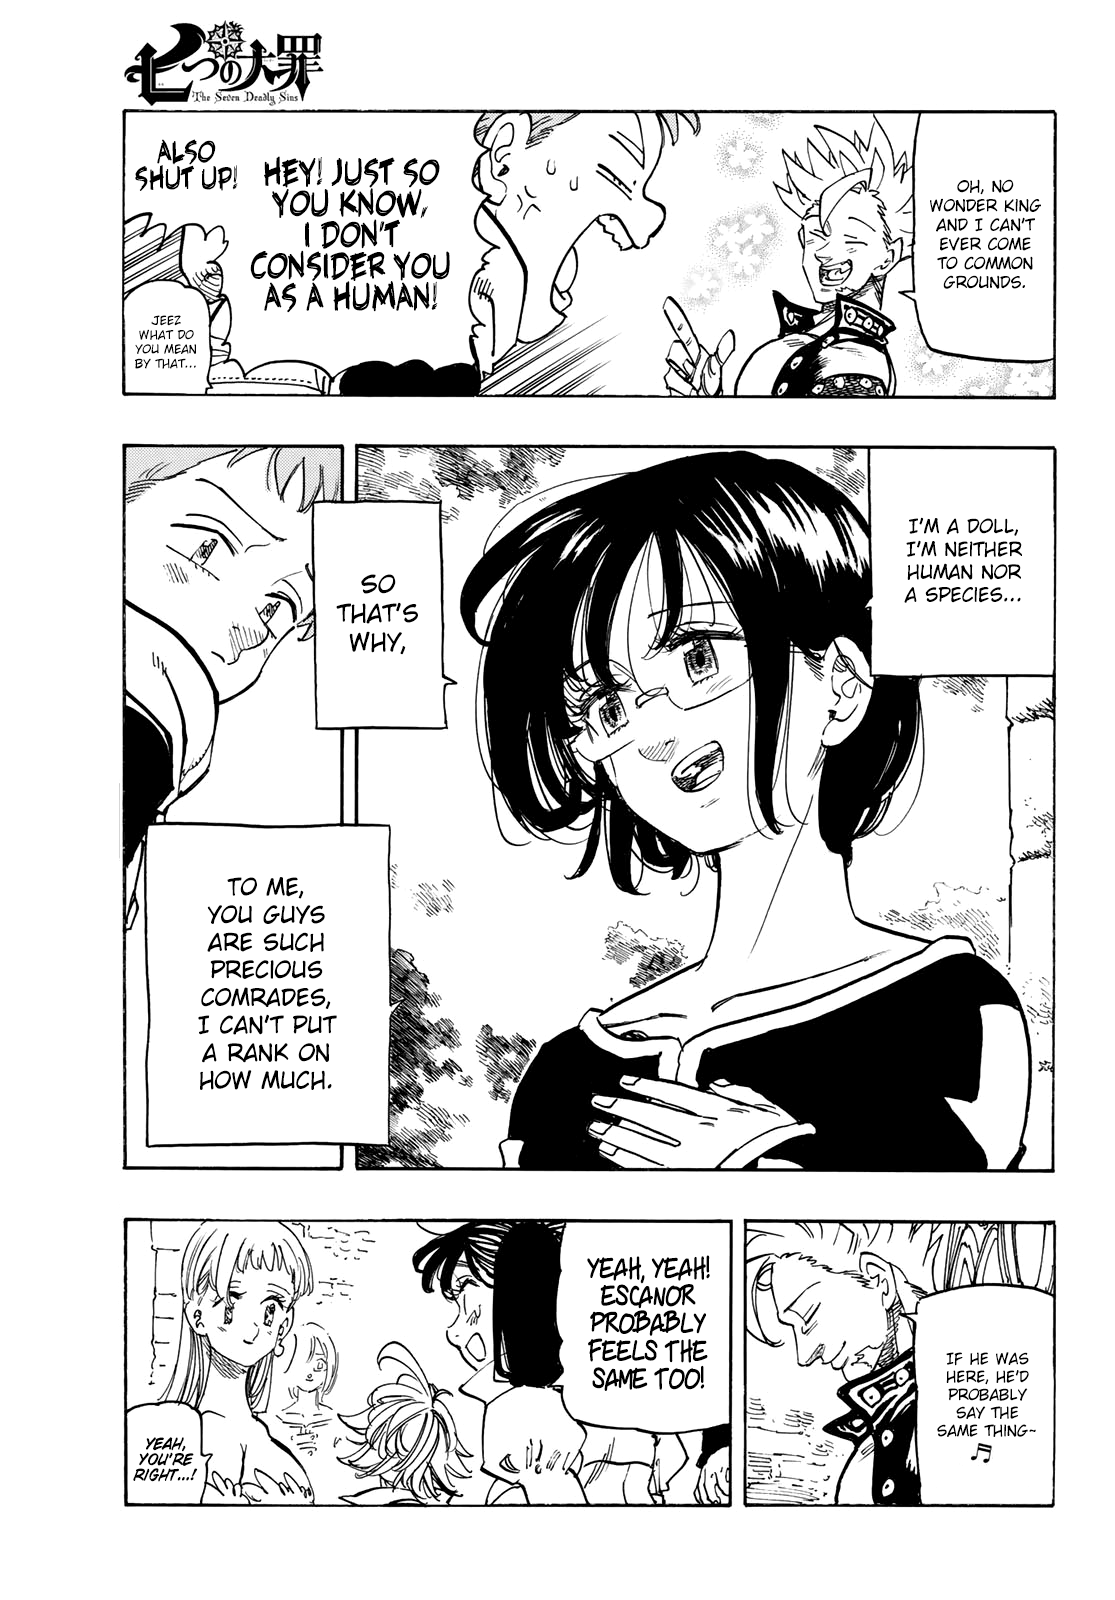 七つの大罪
The Seven Deadly Sins
OH, NO
WONDER KING
AND I CAN'T
EVER COME
TO COMMON
GROUNDS.
HEY! JUST SO
YOU KNOW,
I DON'T
CONSIDER YOU
AS A HUMAN!
ALSO
SHUT UP!
JEEZ
WHAT DO
YOU MEAN
BY THAT...
I'M A DOLL,
I'M NEITHER
HUMAN NOR
A SPECIES...
SO
THAT'S
WHY,
TO ME,
YOU GUYS
ARE SUCH
PRECIOUS
COMRADES,
I CAN'T PUT
A RANK ON
HOW MUCH.
IF HE WAS
HERE, HE'D
PROBABLY
SAY THE
SAME THING~
♬
YEAH, YEAH!
ESCANOR
PROBABLY
FEELS THE
SAME TOO!
YEAH,
YOU'RE
RIGHT...!